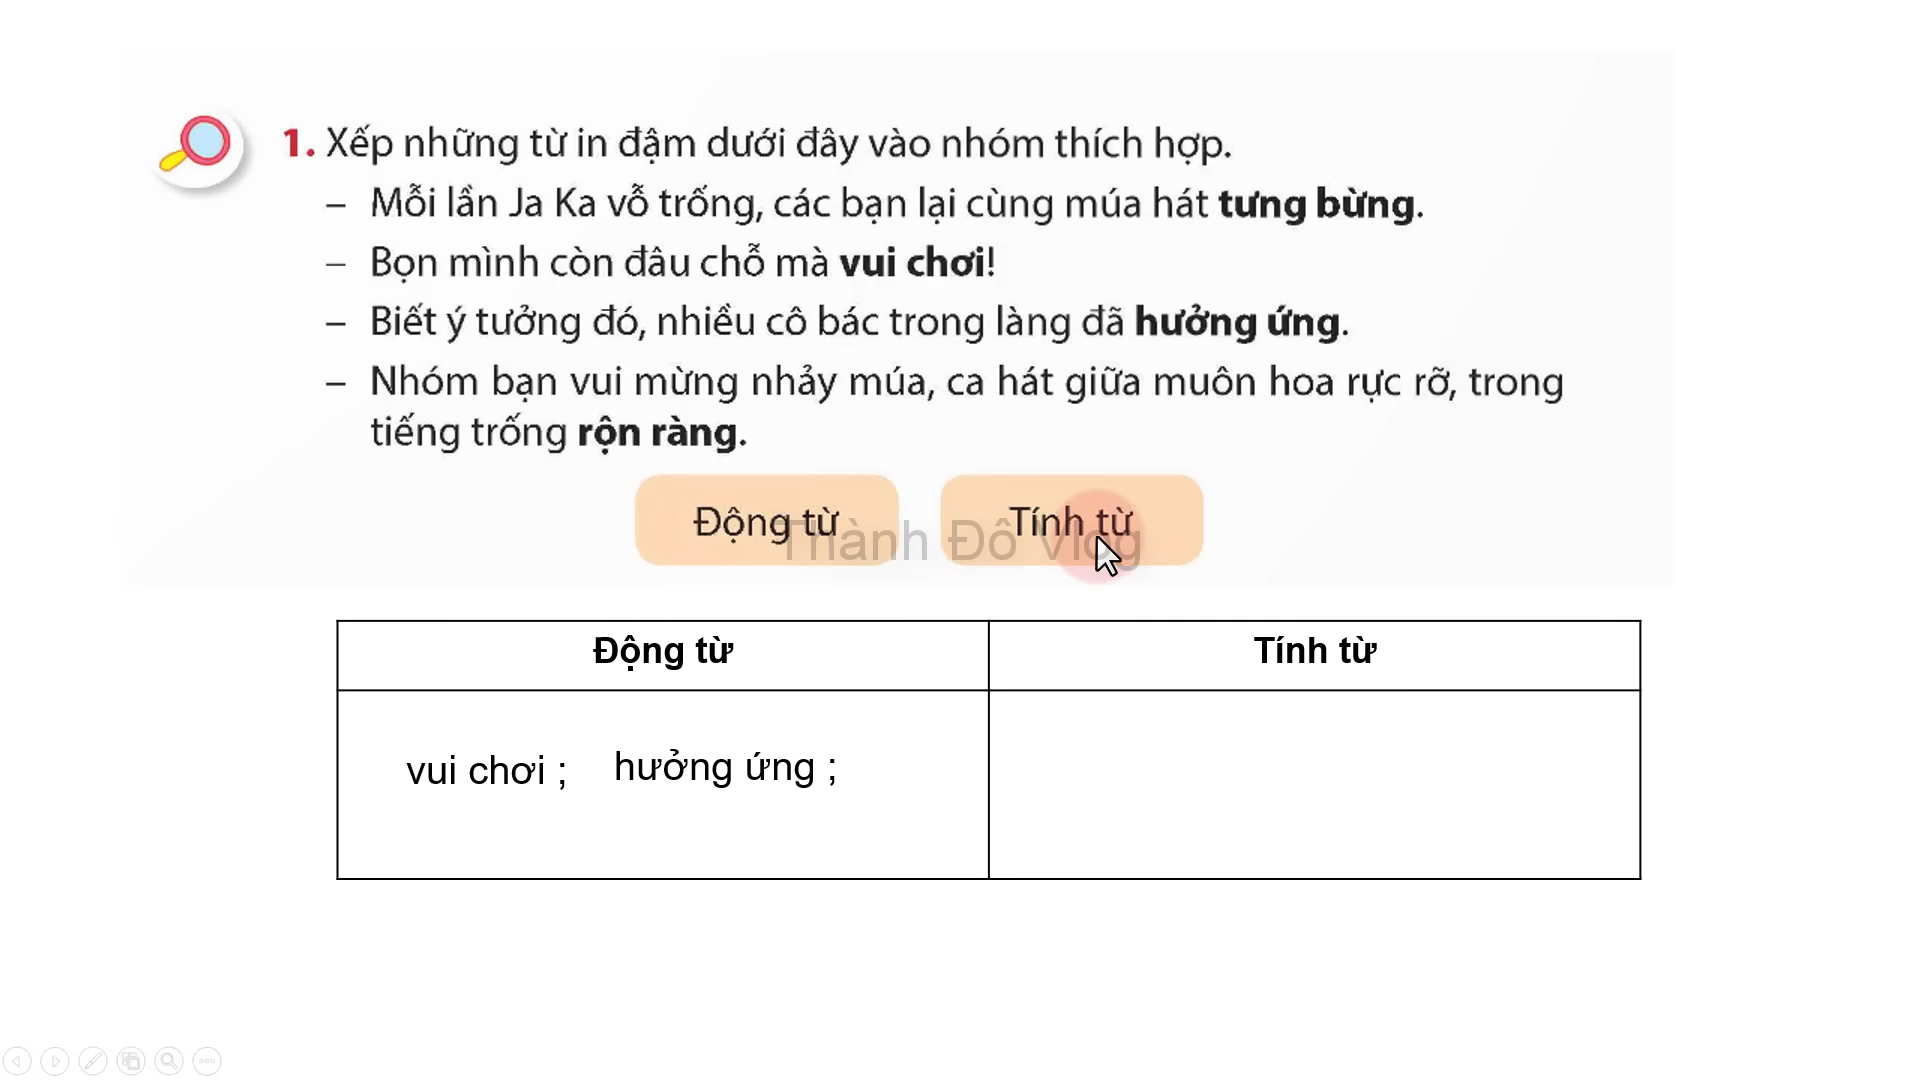 1. Xếp những từ in đậm dưới đây vào nhóm thích hợp.
– Mỗi lần Ja Ka vỗ trống, các bạn lại cùng múa hát tưng bừng.
– Bọn mình còn đâu chỗ mà vui chơi!
– Biết ý tưởng đó, nhiều cô bác trong làng đã hưởng ứng.
– Nhóm bạn vui mừng nhảy múa, ca hát giữa muôn hoa rực rỡ, trong
tiếng trống rộn ràng.
Động từ Tính từ
Thành Đô Vlog
Động từ Tính từ
vui chơi ; hưởng ứng ;